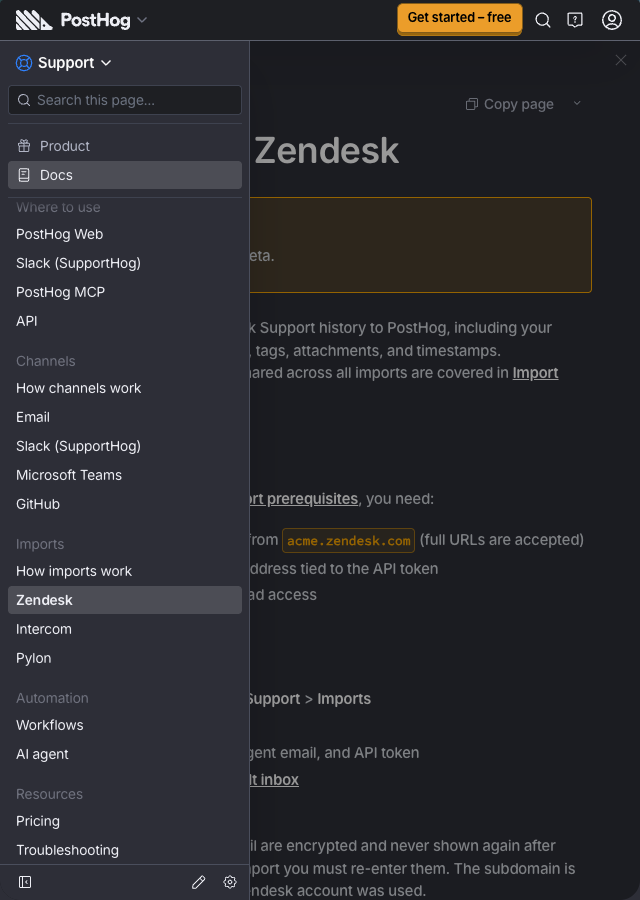 PostHog
Get started – free
Support
Search this page...
Product
Docs
Where to use
PostHog Web
Slack (SupportHog)
PostHog MCP
API
Channels
How channels work
Email
Slack (SupportHog)
Microsoft Teams
GitHub
Imports
How imports work
Zendesk
Intercom
Pylon
Automation
Workflows
AI agent
Resources
Pricing
Troubleshooting
Copy page
Zendesk
eta.
k Support history to PostHog, including your
, tags, attachments, and timestamps.
ared across all imports are covered in Import
ort prerequisites, you need:
from acme.zendesk.com (full URLs are accepted)
ddress tied to the API token
ad access
Support > Imports
gent email, and API token
lt inbox
il are encrypted and never shown again after
port you must re-enter them. The subdomain is
endesk account was used.